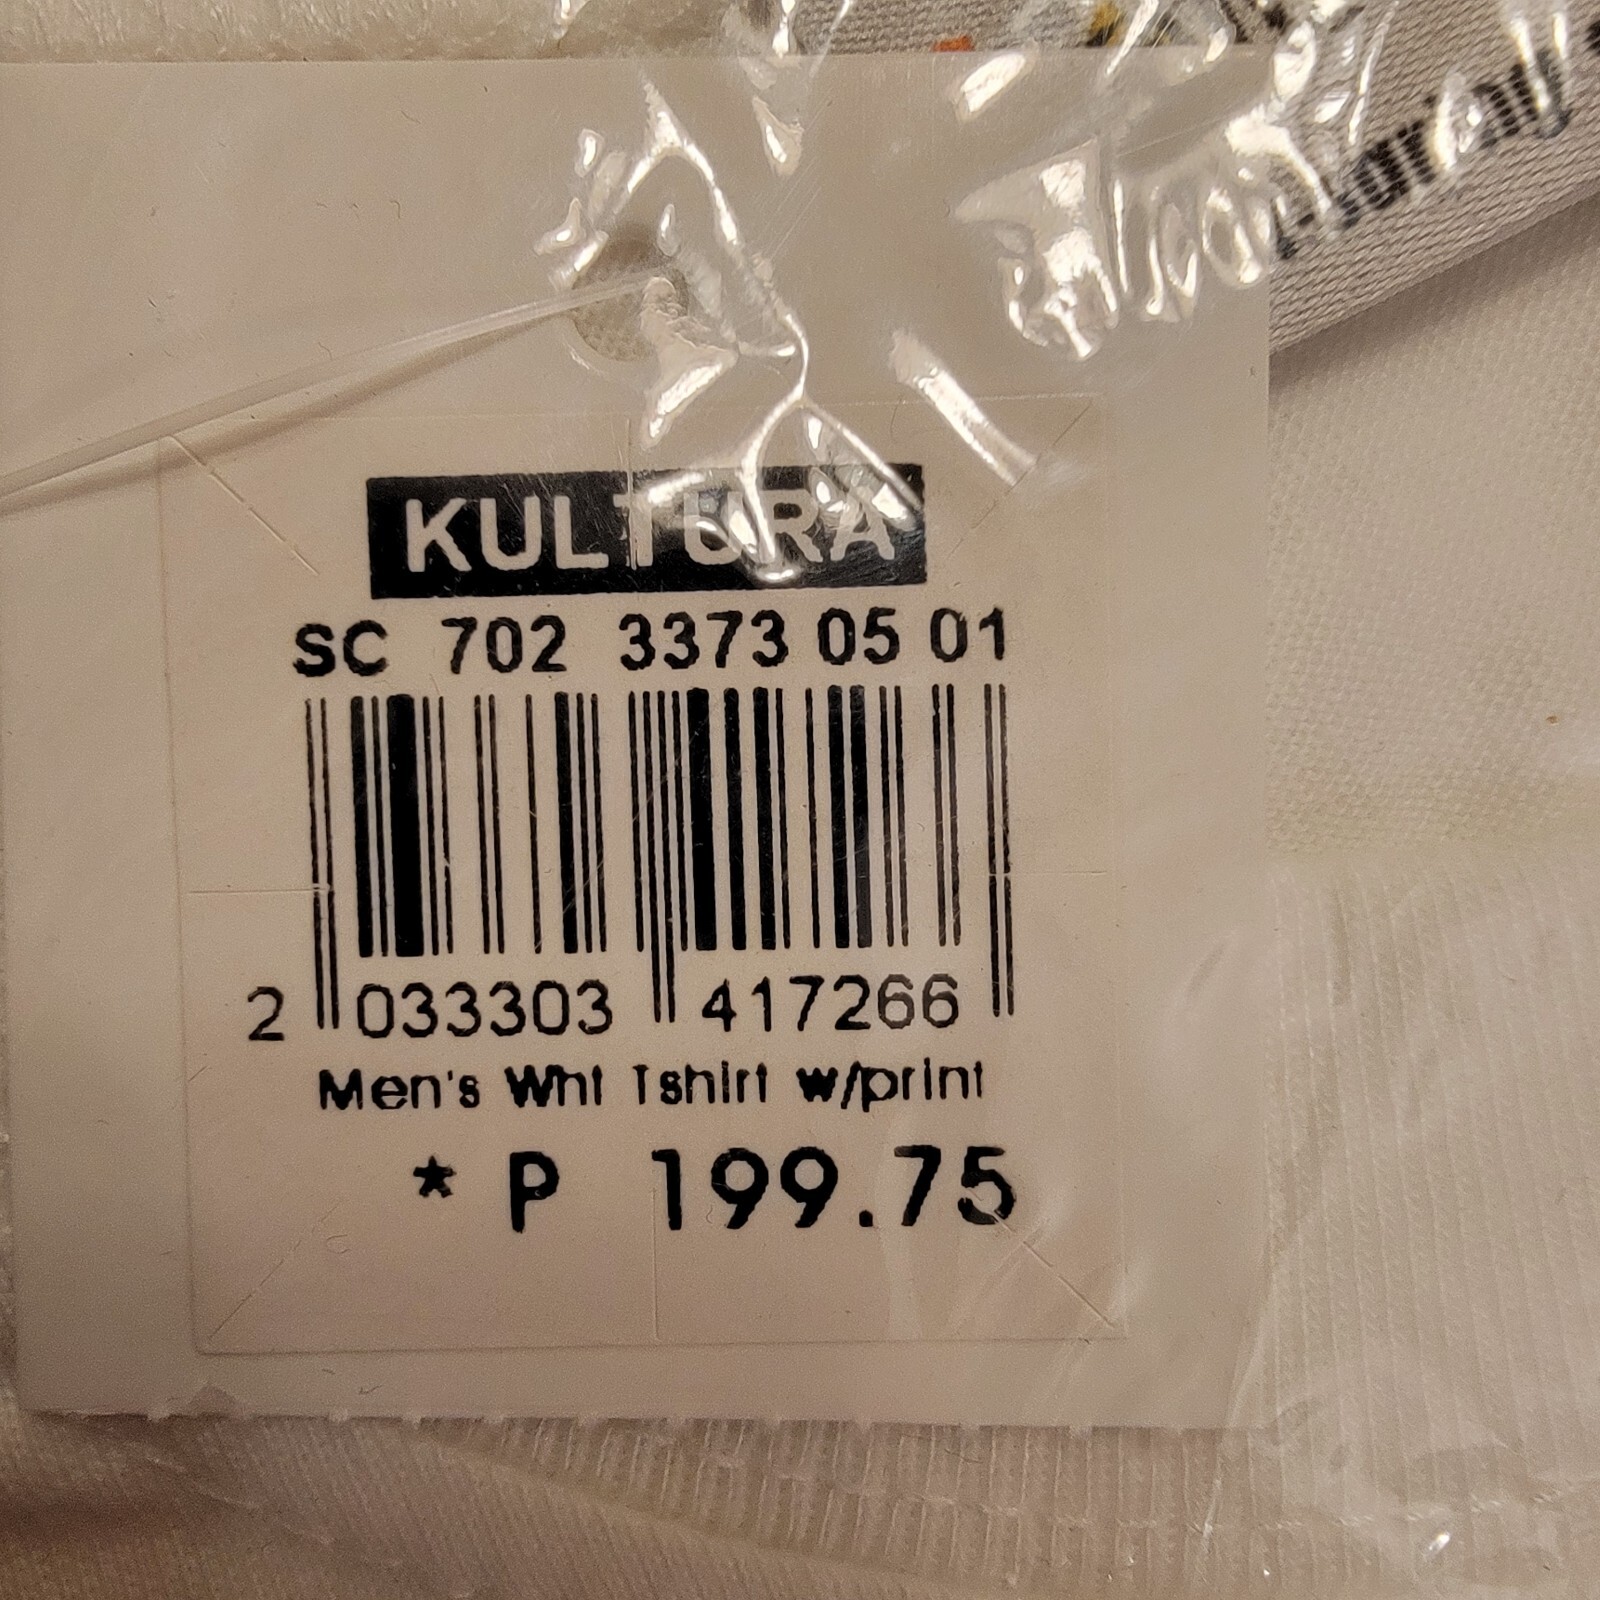 KULTURA
SC 702 3373 05 01
2 033303 417266
Men's Wht Tshirt w/print
* P 199.75